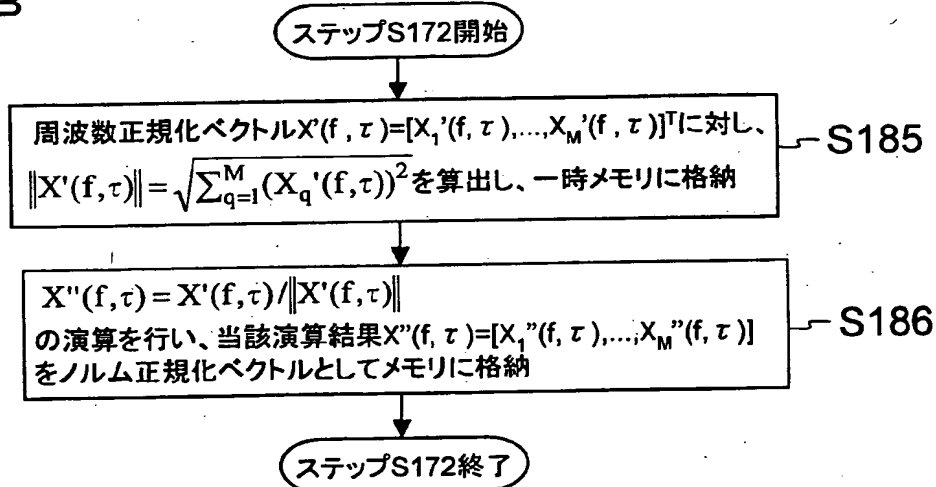 B
ステップS172開始
周波数正規化ベクトルX'(f , τ )=[X₁'(f, τ ),...,X_M'(f , τ )]ᵀに対し、
‖X'(f,τ)‖=√∑_{q=1}^{M}(X_q'(f,τ))²を算出し、一時メモリに格納
S185
X''(f,τ)=X'(f,τ)/‖X'(f,τ)‖
の演算を行い、当該演算結果X''(f, τ )=[X₁''(f, τ ),...,X_M''(f, τ )]
をノルム正規化ベクトルとしてメモリに格納
S186
ステップS172終了